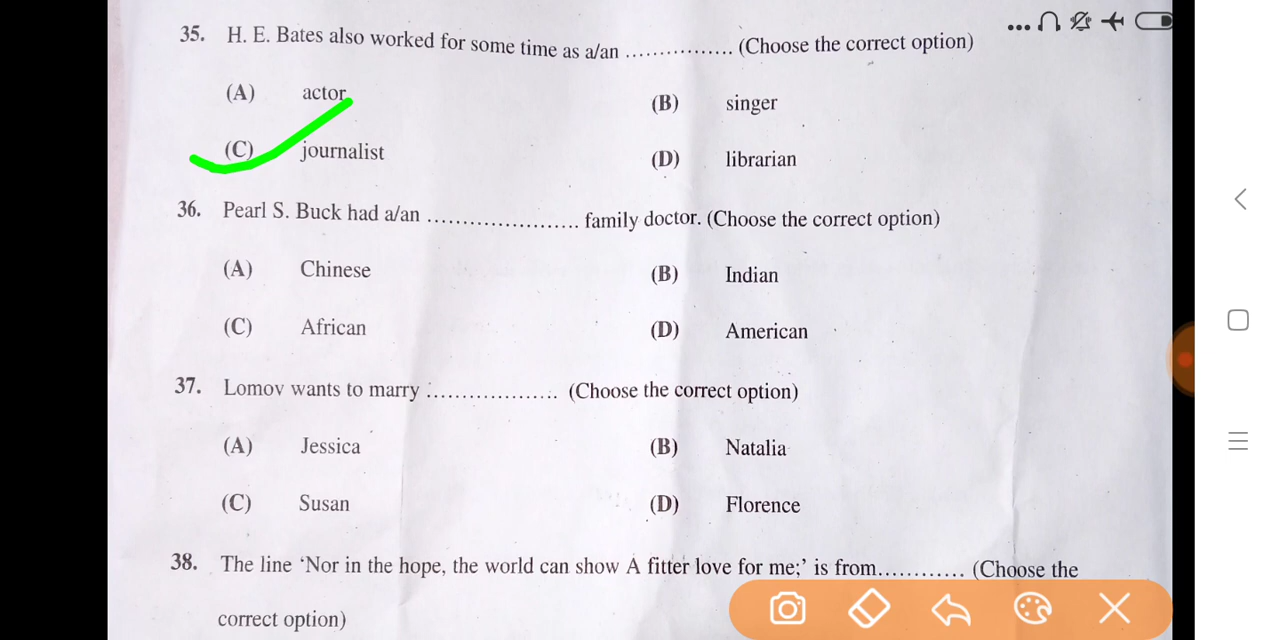 35. H. E. Bates also worked for some time as a/an ............... (Choose the correct option)
(A) actor (B) singer
(C) journalist (D) librarian
36. Pearl S. Buck had a/an ..................... family doctor. (Choose the correct option)
(A) Chinese (B) Indian
(C) African (D) American
37. Lomov wants to marry .................. (Choose the correct option)
(A) Jessica (B) Natalia
(C) Susan (D) Florence
38. The line ‘Nor in the hope, the world can show A fitter love for me;’ is from............ (Choose the
correct option)